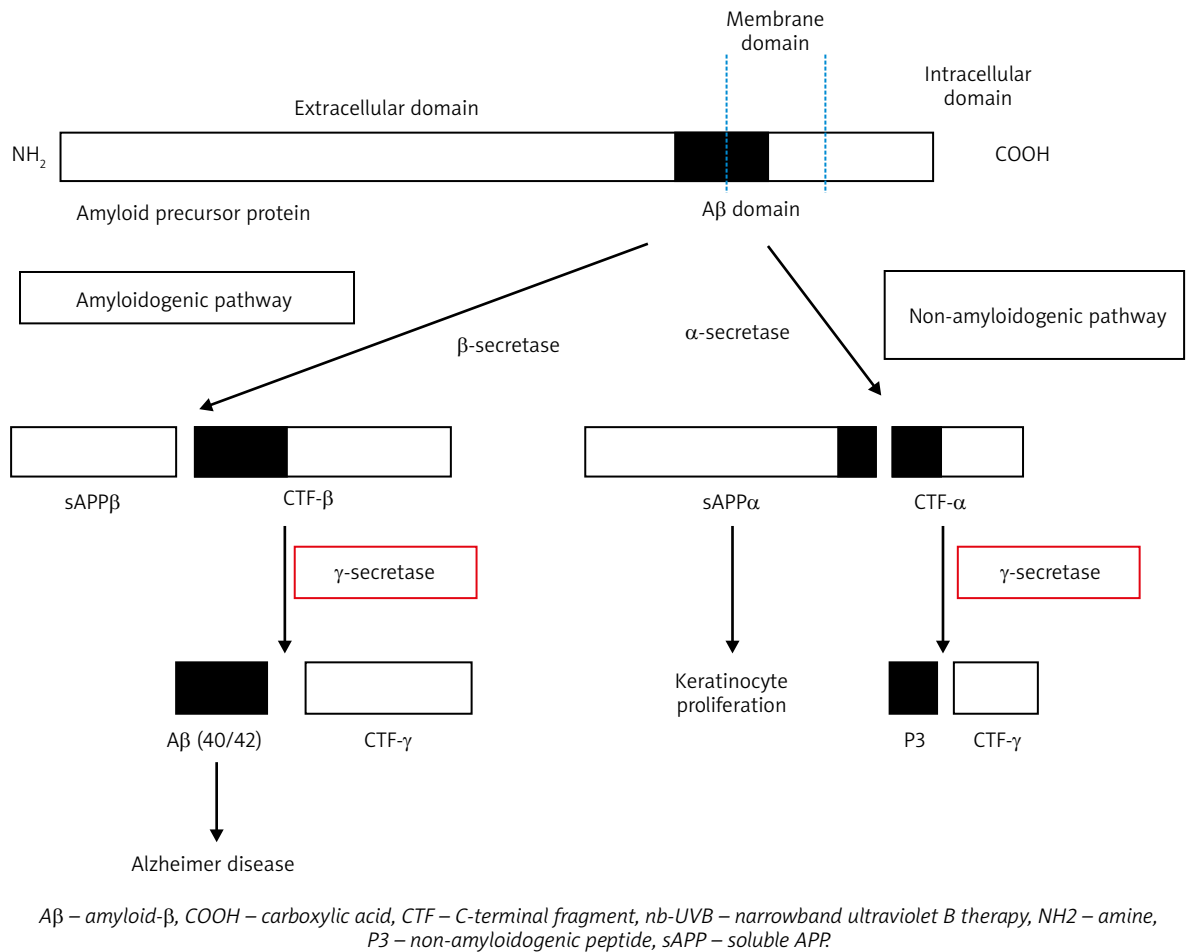 Membrane
domain
Intracellular
domain
Extracellular domain
NH2
COOH
Amyloid precursor protein
Aβ domain
Amyloidogenic pathway
Non-amyloidogenic pathway
β-secretase
α-secretase
sAPPβ
CTF-β
sAPPα
CTF-α
γ-secretase
γ-secretase
Keratinocyte
proliferation
Aβ (40/42)
CTF-γ
P3
CTF-γ
Alzheimer disease
Aβ – amyloid-β, COOH – carboxylic acid, CTF – C-terminal fragment, nb-UVB – narrowband ultraviolet B therapy, NH2 – amine,
P3 – non-amyloidogenic peptide, sAPP – soluble APP.